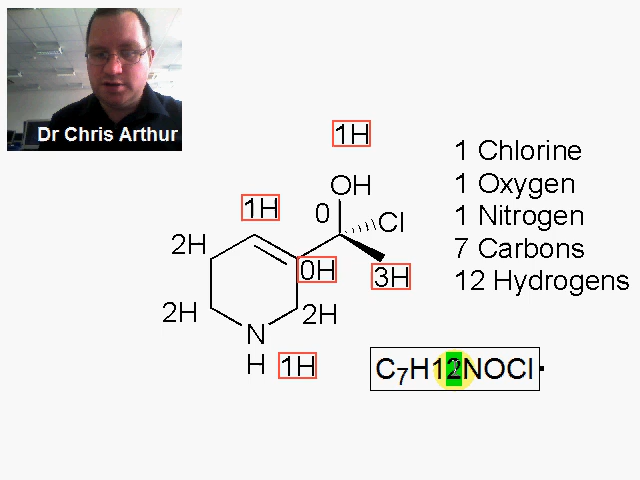 Dr Chris Arthur
1H
1 Chlorine
1 Oxygen
OH
1H
0
Cl
1 Nitrogen
2H
7 Carbons
0H
3H
12 Hydrogens
2H
2H
N
H
1H
C7H12NOCl